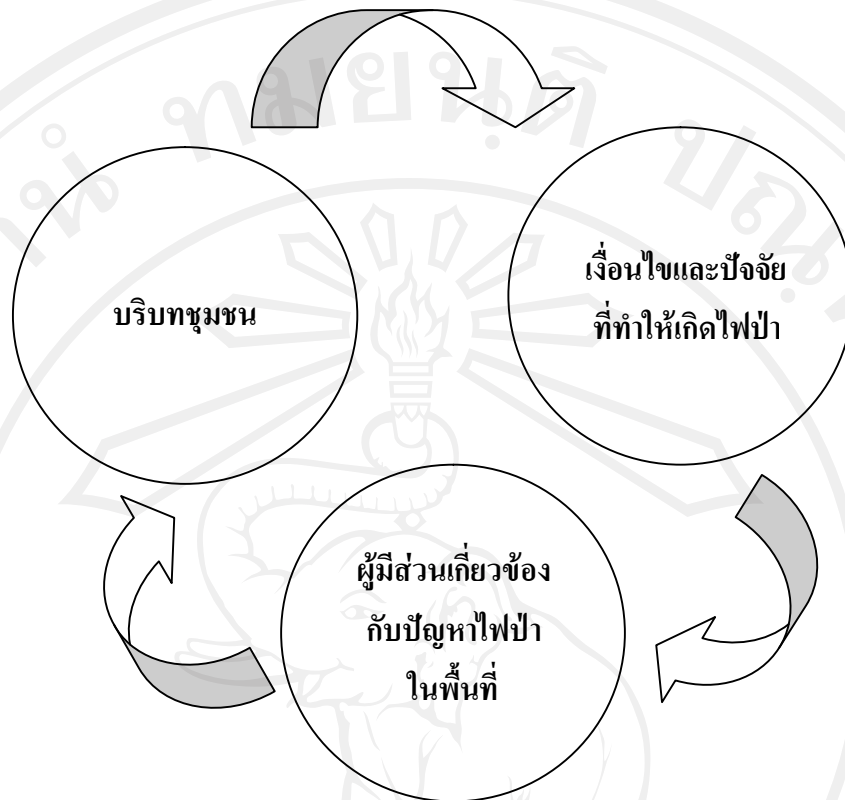 บริบทชุมชน
เงื่อนไขและปัจจัย
ที่ทำให้เกิดไฟป่า
ผู้มีส่วนเกี่ยวข้อง
กับปัญหาไฟป่า
ในพื้นที่